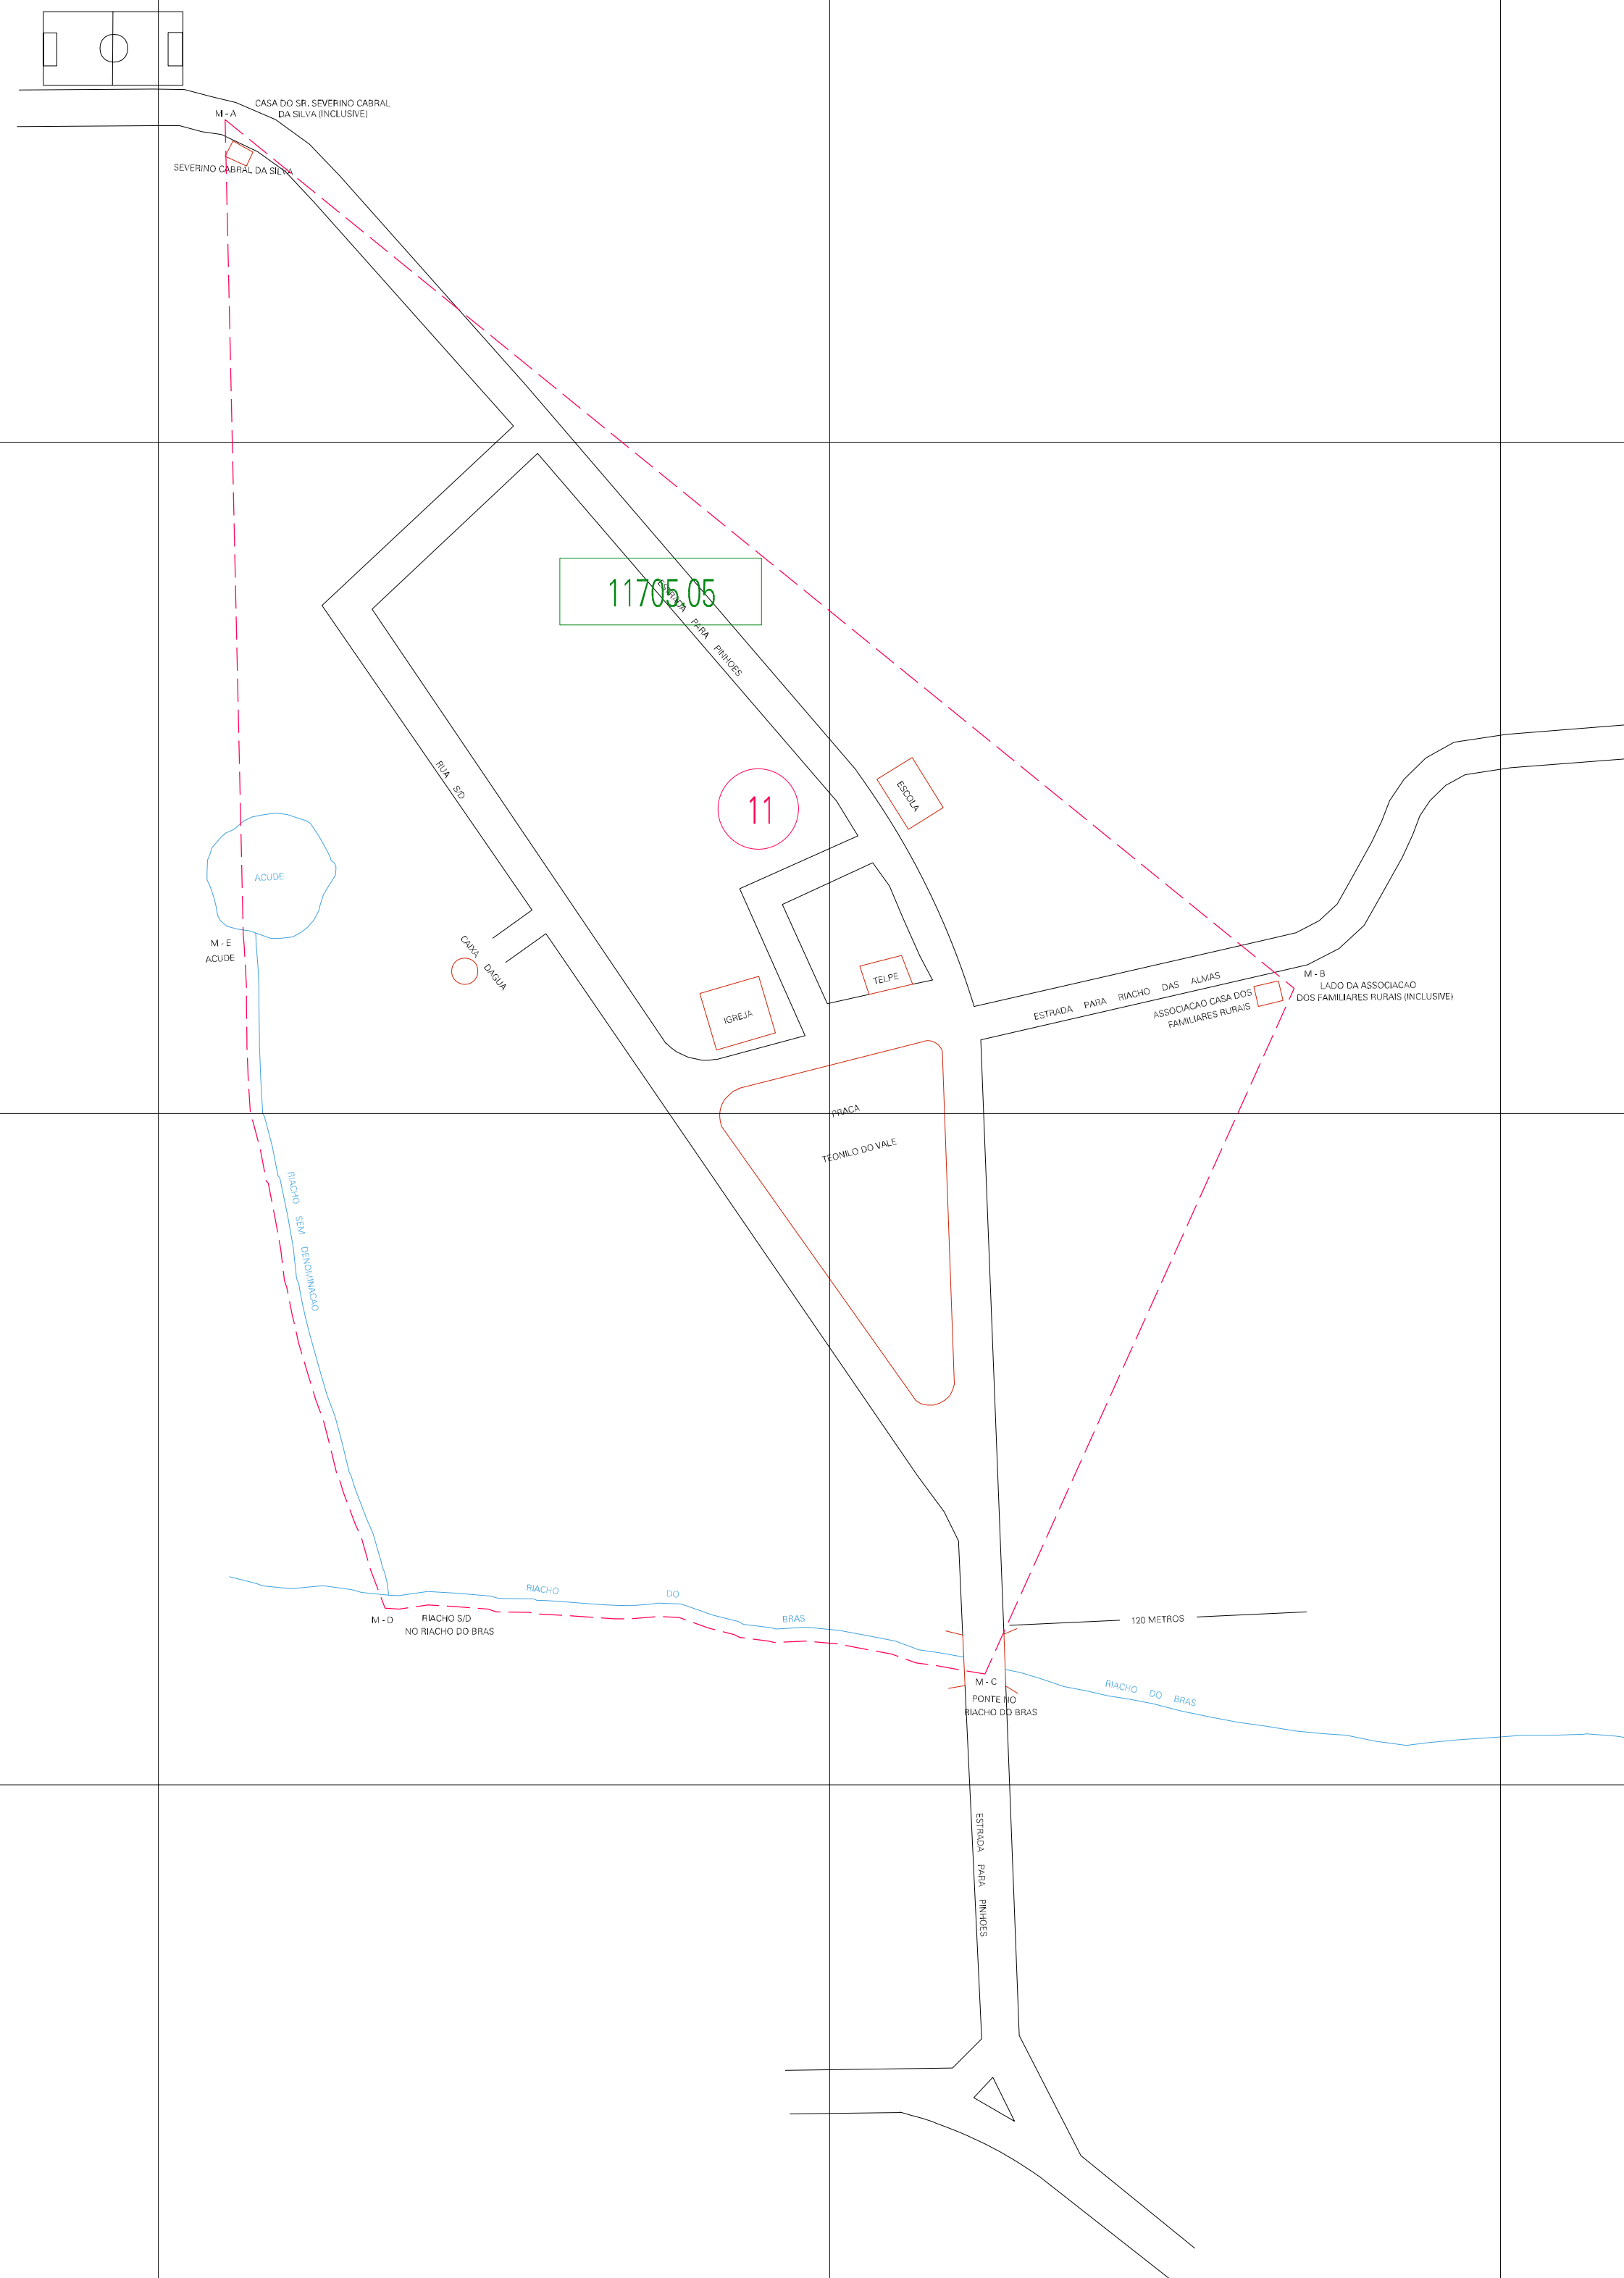 CASA DO SR. SEVERINO CABRAL
DA SILVA (INCLUSIVE)
M - A
SEVERINO CABRAL DA SILVA
11705.05
ESTRADA PARA PINHOES
RUA S/D
11
ESCOLA
ACUDE
M - E
ACUDE
CAIXA DAGUA
TELPE
IGREJA
ESTRADA PARA RIACHO DAS ALMAS
M - B
LADO DA ASSOCIACAO
DOS FAMILIARES RURAIS (INCLUSIVE)
ASSOCIACAO CASA DOS
FAMILIARES RURAIS
PRACA
TEONILO DO VALE
RIACHO SEM DENOMINACAO
RIACHO DO BRAS
M - D
RIACHO S/D
NO RIACHO DO BRAS
120 METROS
M - C
PONTE NO
RIACHO DO BRAS
RIACHO DO BRAS
ESTRADA PARA PINHOES